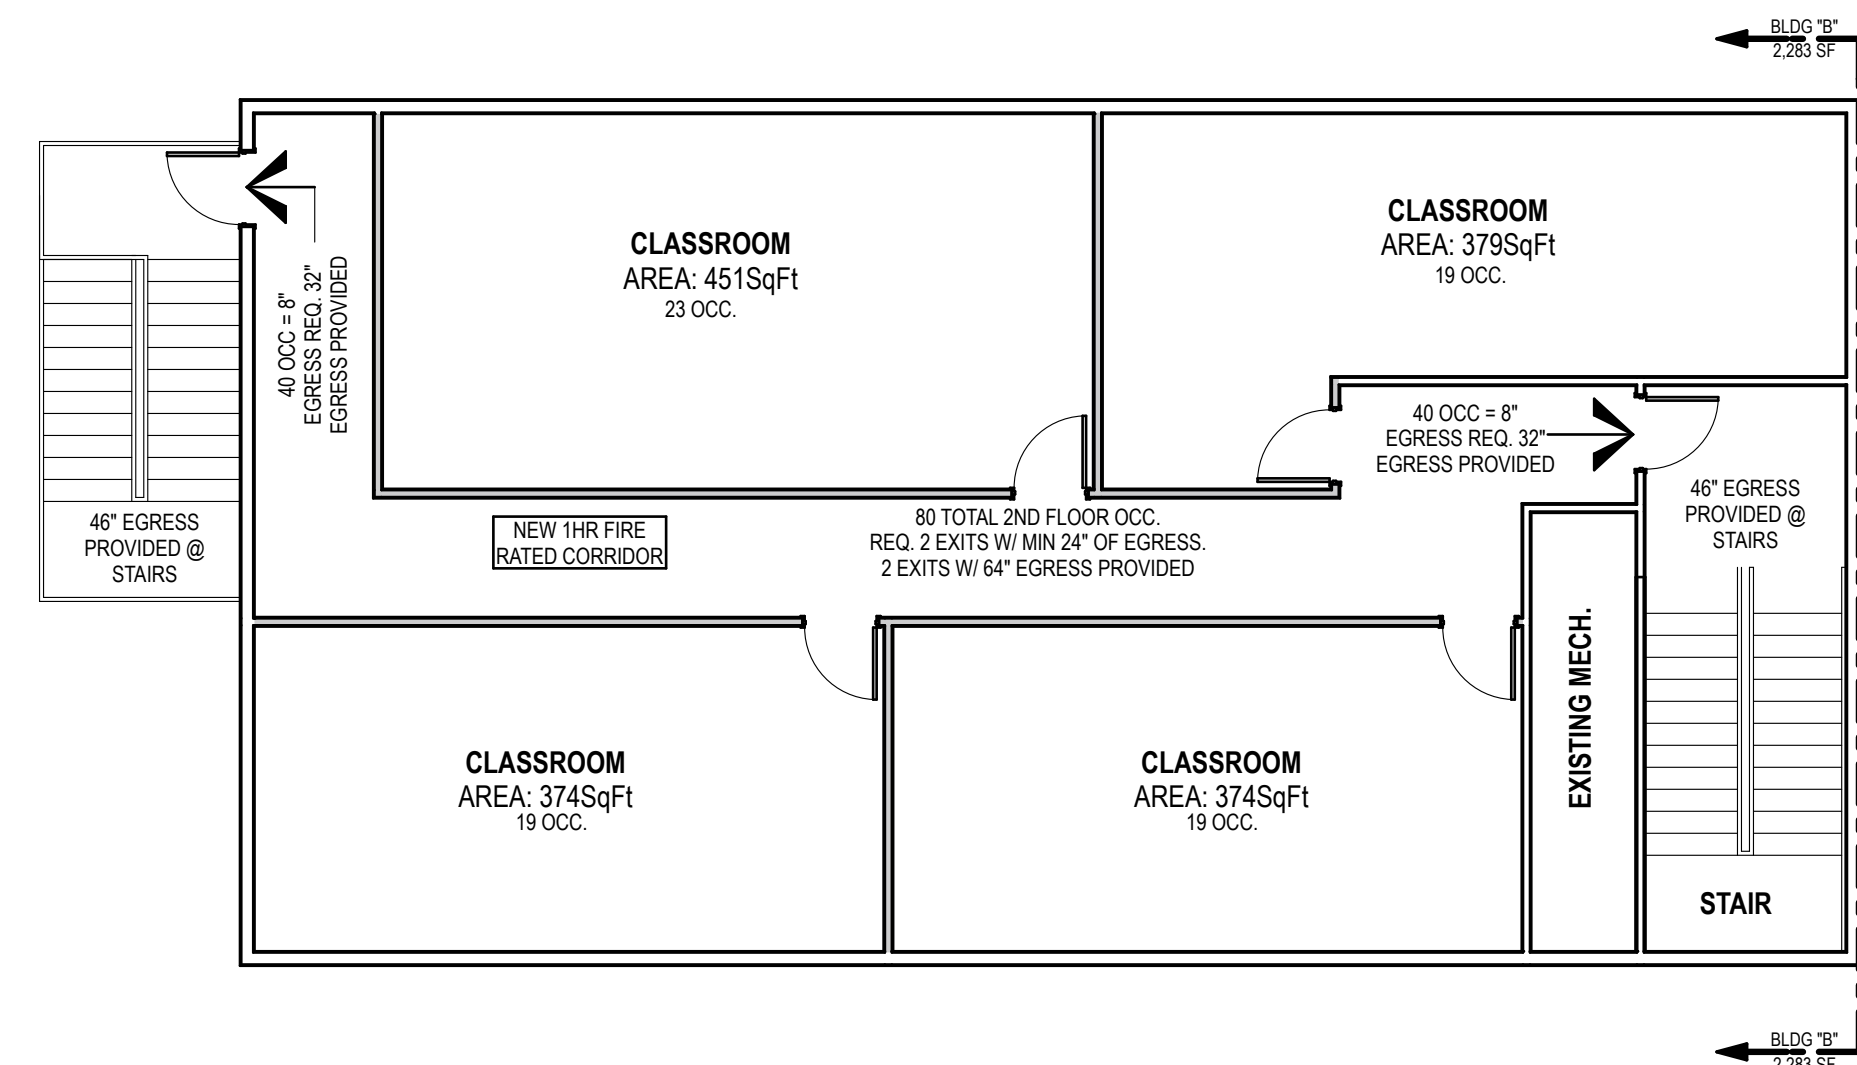 BLDG "B"
2,283 SF
CLASSROOM
AREA: 451SqFt
23 OCC.
CLASSROOM
AREA: 379SqFt
19 OCC.
40 OCC = 8"
EGRESS REQ. 32"
EGRESS PROVIDED
40 OCC = 8"
EGRESS REQ. 32"
EGRESS PROVIDED
46" EGRESS
PROVIDED @
STAIRS
NEW 1HR FIRE
RATED CORRIDOR
80 TOTAL 2ND FLOOR OCC.
REQ. 2 EXITS W/ MIN 24" OF EGRESS.
2 EXITS W/ 64" EGRESS PROVIDED
46" EGRESS
PROVIDED @
STAIRS
CLASSROOM
AREA: 374SqFt
19 OCC.
CLASSROOM
AREA: 374SqFt
19 OCC.
EXISTING MECH.
STAIR
BLDG "B"
2,283 SF